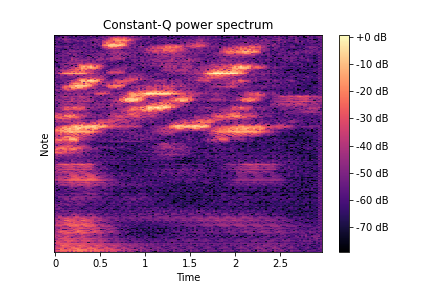 Constant-Q power spectrum
Note
+0 dB
-10 dB
-20 dB
-30 dB
-40 dB
-50 dB
-60 dB
-70 dB
0
0.5
1
1.5
2
2.5
Time